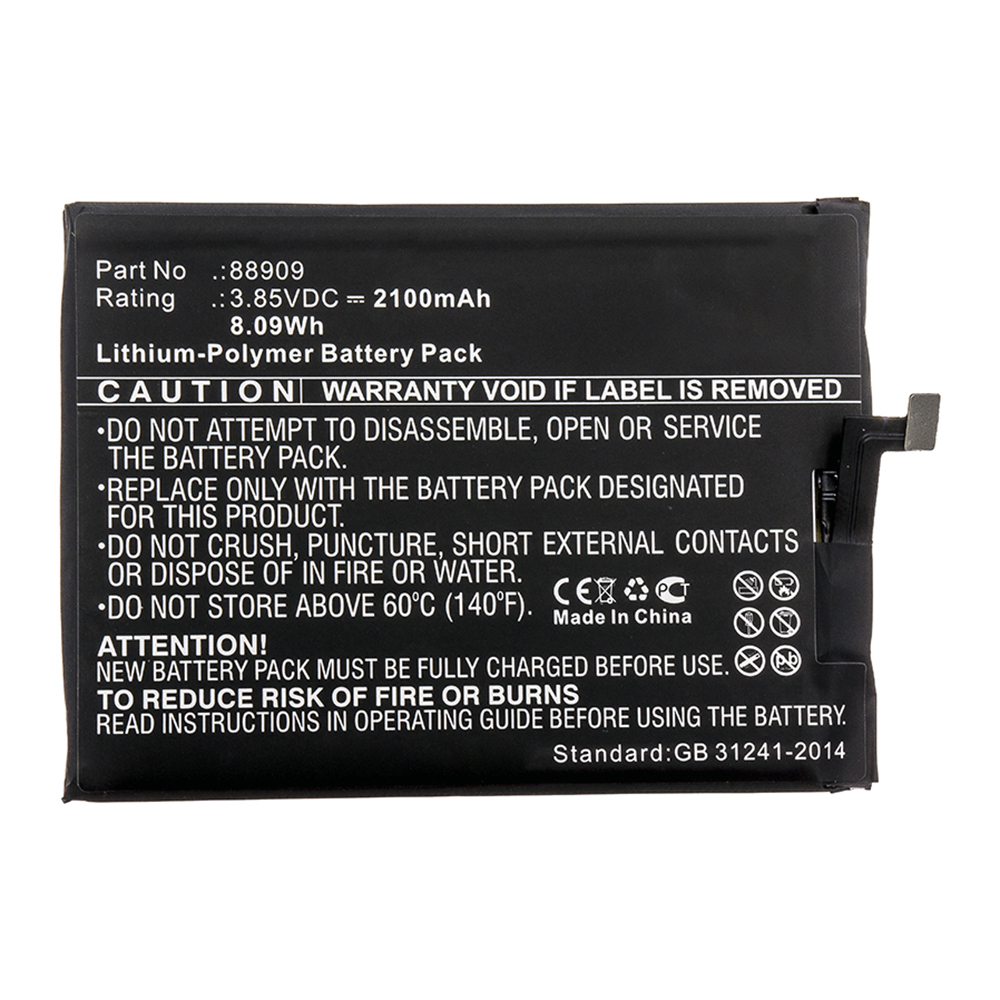 Part No .:88909
Rating .:3.85VDC ⎓ 2100mAh
8.09Wh
Lithium-Polymer Battery Pack
CAUTION WARRANTY VOID IF LABEL IS REMOVED
•DO NOT ATTEMPT TO DISASSEMBLE, OPEN OR SERVICE
THE BATTERY PACK.
•REPLACE ONLY WITH THE BATTERY PACK DESIGNATED
FOR THIS PRODUCT.
•DO NOT CRUSH, PUNCTURE, SHORT EXTERNAL CONTACTS
OR DISPOSE OF IN FIRE OR WATER.
•DO NOT STORE ABOVE 60°C (140°F).
CE PCT
Made In China
ATTENTION!
NEW BATTERY PACK MUST BE FULLY CHARGED BEFORE USE.
Pb
TO REDUCE RISK OF FIRE OR BURNS
READ INSTRUCTIONS IN OPERATING GUIDE BEFORE USING THE BATTERY.
Standard:GB 31241-2014